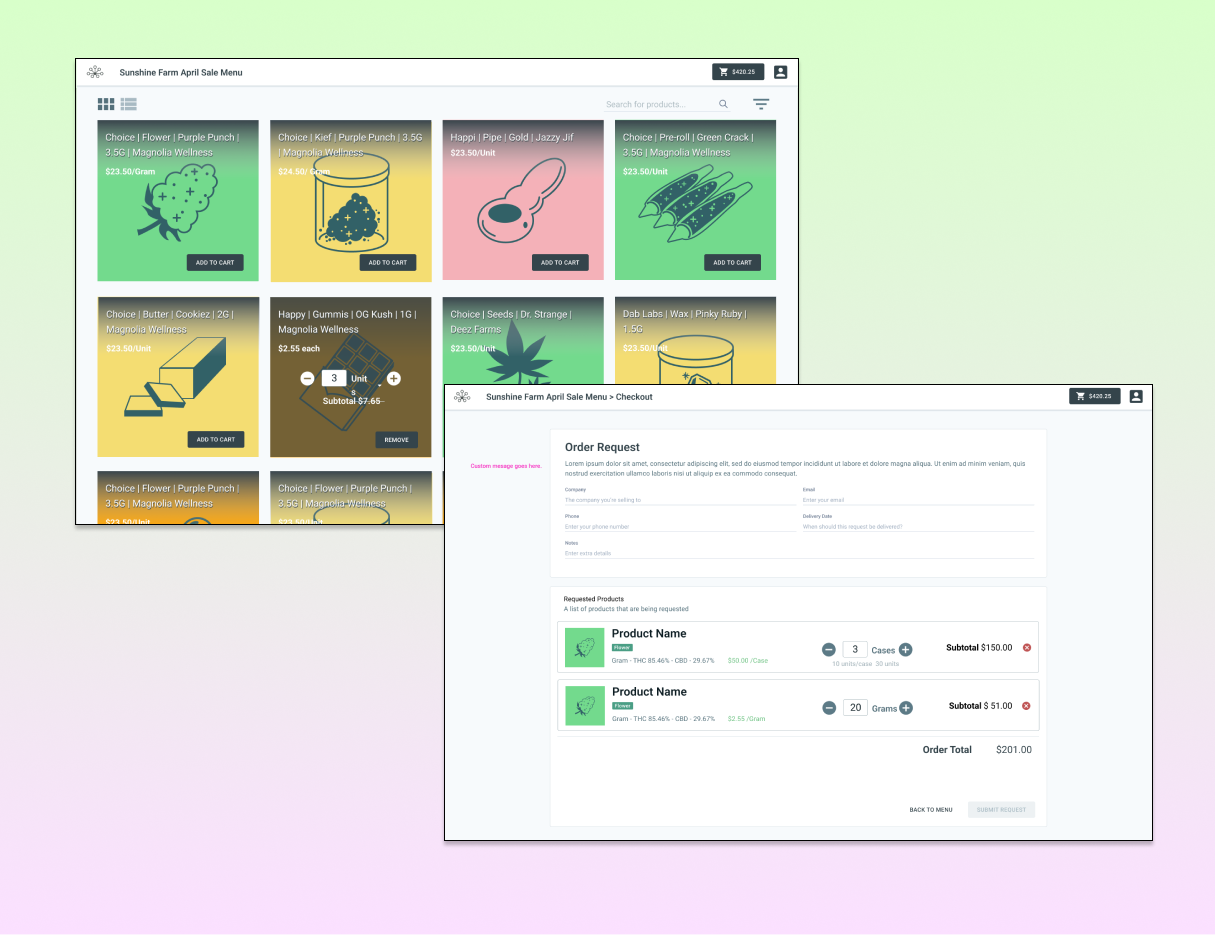 Sunshine Farm April Sale Menu
$420.25
Search for products...
Choice | Flower | Purple Punch |
3.5G | Magnolia Wellness
$23.50/Gram
ADD TO CART
Choice | Kief | Purple Punch | 3.5G
| Magnolia Wellness
$24.50/ Gram
ADD TO CART
Happi | Pipe | Gold | Jazzy Jif
$23.50/Unit
ADD TO CART
Choice | Pre-roll | Green Crack |
3.5G | Magnolia Wellness
$23.50/Unit
ADD TO CART
Choice | Butter | Cookiez | 2G |
Magnolia Wellness
$23.50/Unit
ADD TO CART
Happy | Gummis | OG Kush | 1G |
Magnolia Wellness
$2.55 each
3
Unit
s
Subtotal $7.65
REMOVE
Choice | Seeds | Dr. Strange |
Deez Farms
$23.50/Unit
Dab Labs | Wax | Pinky Ruby |
1.5G
$23.50/Unit
Choice | Flower | Purple Punch |
3.5G | Magnolia Wellness
$23.50/Unit
Choice | Flower | Purple Punch |
3.5G | Magnolia Wellness
$23.50/Unit
Sunshine Farm April Sale Menu > Checkout
$420.25
Custom mesage goes here.
Order Request
Lorem ipsum dolor sit amet, consectetur adipiscing elit, sed do eiusmod tempor incididunt ut labore et dolore magna aliqua. Ut enim ad minim veniam, quis
nostrud exercitation ullamco laboris nisi ut aliquip ex ea commodo consequat.
Company
The company you're selling to
Email
Enter your email
Phone
Enter your phone number
Delivery Date
When should this request be delivered?
Notes
Enter extra details
Requested Products
A list of products that are being requested
Product Name
Flower
Gram - THC 85.46% - CBD - 29.67% $50.00 /Case
3 Cases
10 units/case 30 units
Subtotal $150.00
Product Name
Flower
Gram - THC 85.46% - CBD - 29.67% $2.55 /Gram
20 Grams
Subtotal $ 51.00
Order Total $201.00
BACK TO MENU
SUBMIT REQUEST